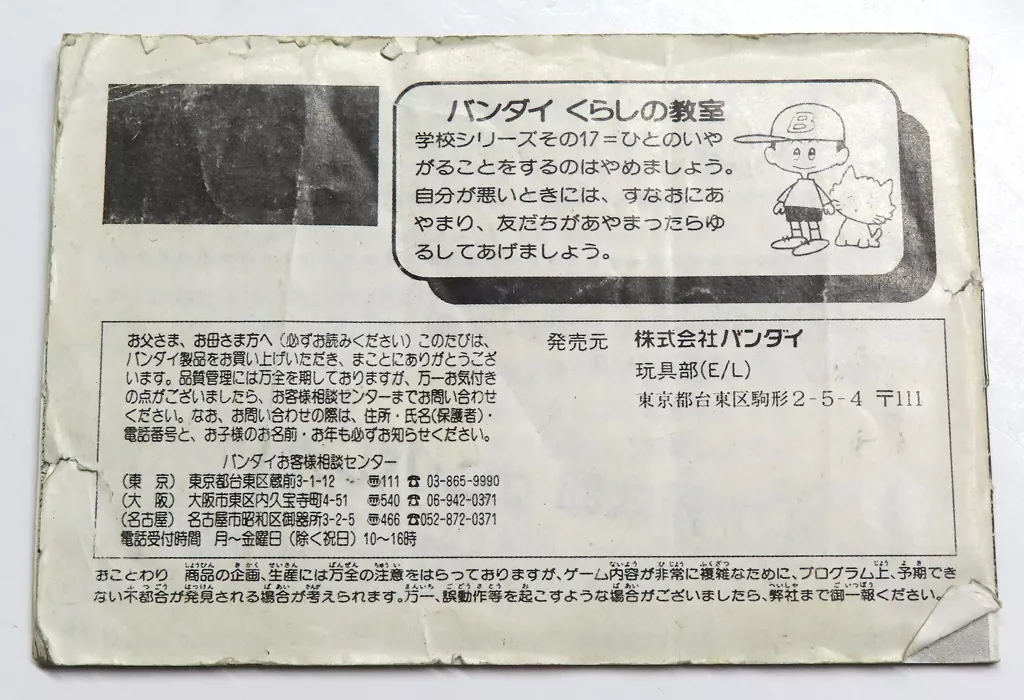 バンダイ くらしの教室
学校シリーズその17＝ひとのいや
がることをするのはやめましょう。
自分が悪いときには、すなおにあ
やまり、友だちがあやまったらゆ
るしてあげましょう。
B
お父さま、お母さま方へ（必ずお読みください）このたびは、
バンダイ製品をお買い上げいただき、まことにありがとうござ
います。品質管理には万全を期しておりますが、万一お気付き
の点がございましたら、お客様相談センターまでお問い合わせ
ください。なお、お問い合わせの際は、住所・氏名（保護者）・
電話番号と、お子様のお名前・お年も必ずお知らせください。
バンダイお客様相談センター
（東　京） 東京都台東区蔵前3-1-12 〠111 ☎ 03-865-9990
（大　阪） 大阪市東区内久宝寺町4-51 〠540 ☎ 06-942-0371
（名古屋） 名古屋市昭和区御器所3-2-5 〠466 ☎052-872-0371
電話受付時間　月〜金曜日（除く祝日）10〜16時
発売元　株式会社バンダイ
玩具部(E/L)
東京都台東区駒形2-5-4 〒111
おことわり　商品の企画、生産には万全の注意をはらっておりますが、ゲーム内容が非常に複雑なために、プログラム上、予期でき
ない不都合が発見される場合が考えられます。万一、誤動作等を起こすような場合がございましたら、弊社まで御一報ください。